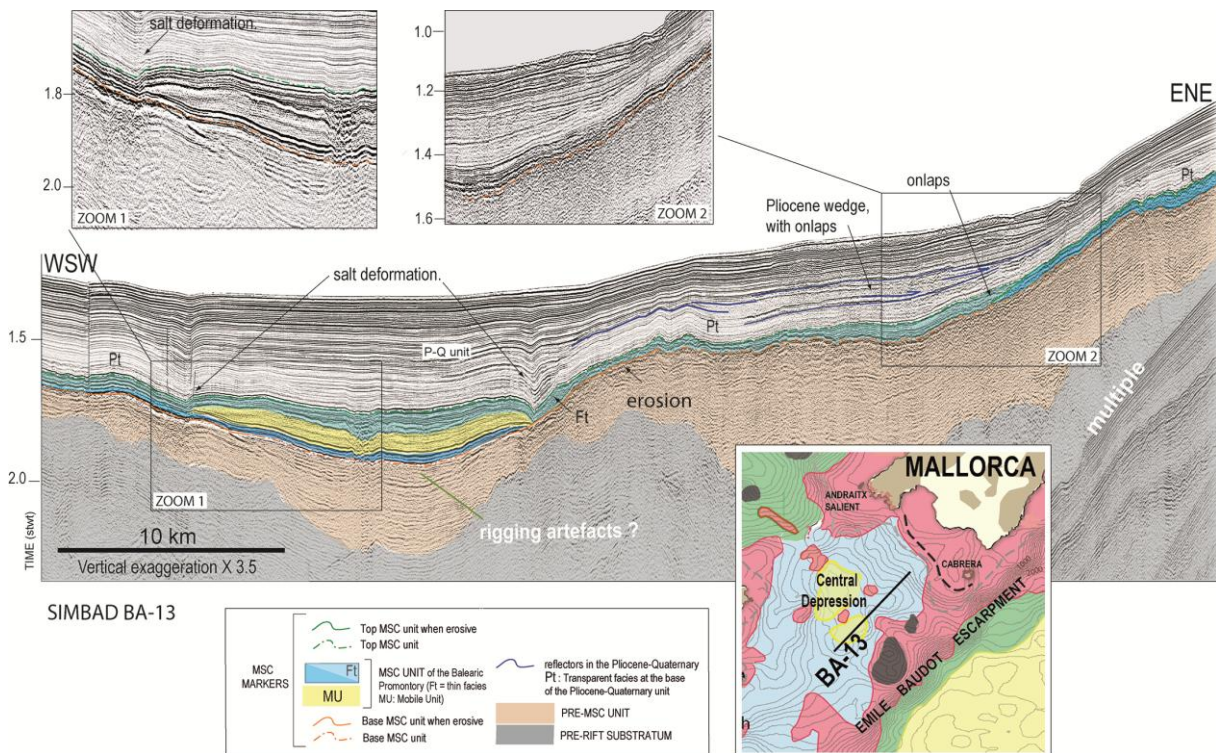 salt deformation.
1.8
2.0
ZOOM 1
1.0
1.2
1.4
1.6
ZOOM 2
ENE
onlaps
Pt
Pliocene wedge,
with onlaps
WSW
salt deformation.
1.5
P-Q unit
Pt
Pt
ZOOM 2
Ft
erosion
multiple
2.0
ZOOM 1
rigging artefacts ?
10 km
Vertical exaggeration X 3.5
TIME (stwt)
MALLORCA
ANDRAITX
SALIENT
CABRERA
Central
Depression
BA-13
EMILE BAUDOT ESCARPMENT
SIMBAD BA-13
MSC
MARKERS
Top MSC unit when erosive
Top MSC unit
Ft
MSC UNIT of the Balearic
Promontory (Ft = thin facies
MU: Mobile Unit)
MU
Base MSC unit when erosive
Base MSC unit
reflectors in the Pliocene-Quaternary
Pt : Transparent facies at the base
of the Pliocene-Quaternary unit
PRE-MSC UNIT
PRE-RIFT SUBSTRATUM